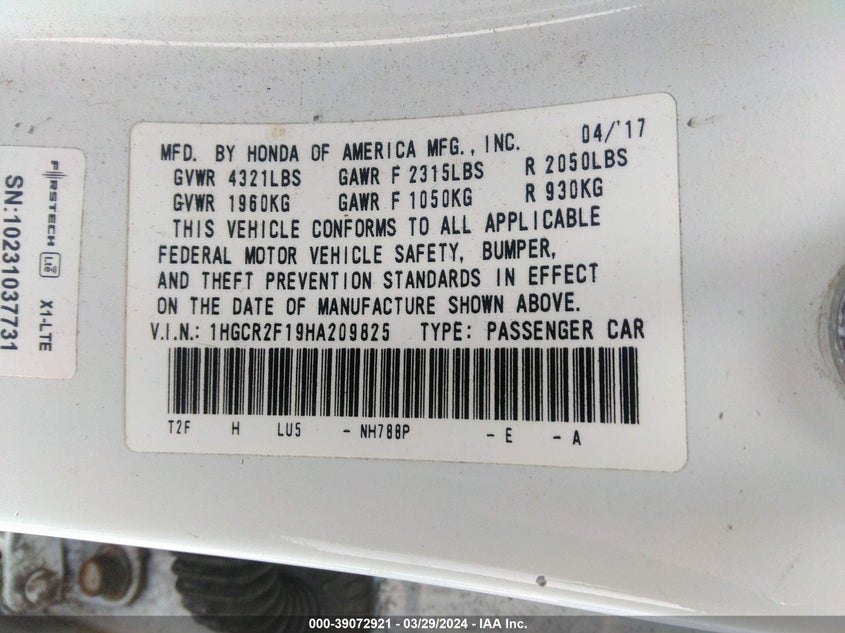 MFD. BY HONDA OF AMERICA MFG., INC. 04/'17
GVWR 4321LBS GAWR F 2315LBS R 2050LBS
GVWR 1960KG GAWR F 1050KG R 930KG
THIS VEHICLE CONFORMS TO ALL APPLICABLE
FEDERAL MOTOR VEHICLE SAFETY, BUMPER,
AND THEFT PREVENTION STANDARDS IN EFFECT
ON THE DATE OF MANUFACTURE SHOWN ABOVE.
V.I.N.: 1HGCR2F19HA209825 TYPE: PASSENGER CAR
T2F H LU5 - NH788P - E - A
FIRSTECH LTE X1-LTE
SN:10231037731
000-39072921 - 03/29/2024 - IAA Inc.